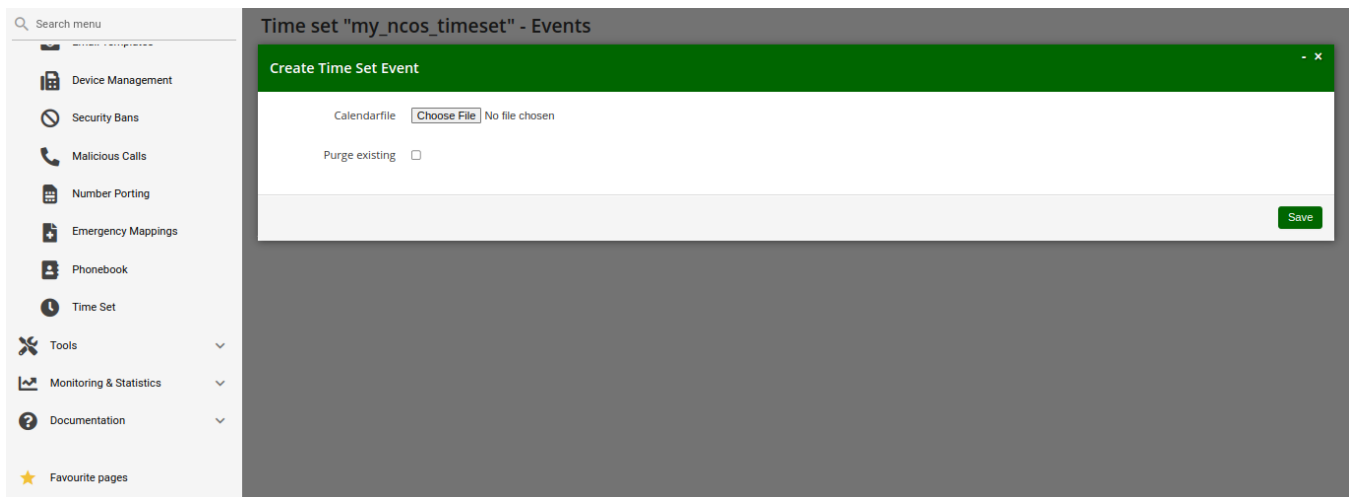 Search menu
Time set "my_ncos_timeset" - Events
Email Templates
Device Management
Security Bans
Malicious Calls
Number Porting
Emergency Mappings
Phonebook
Time Set
Tools
Monitoring & Statistics
Documentation
Favourite pages
Create Time Set Event
- ×
Calendarfile Choose File No file chosen
Purge existing
Save